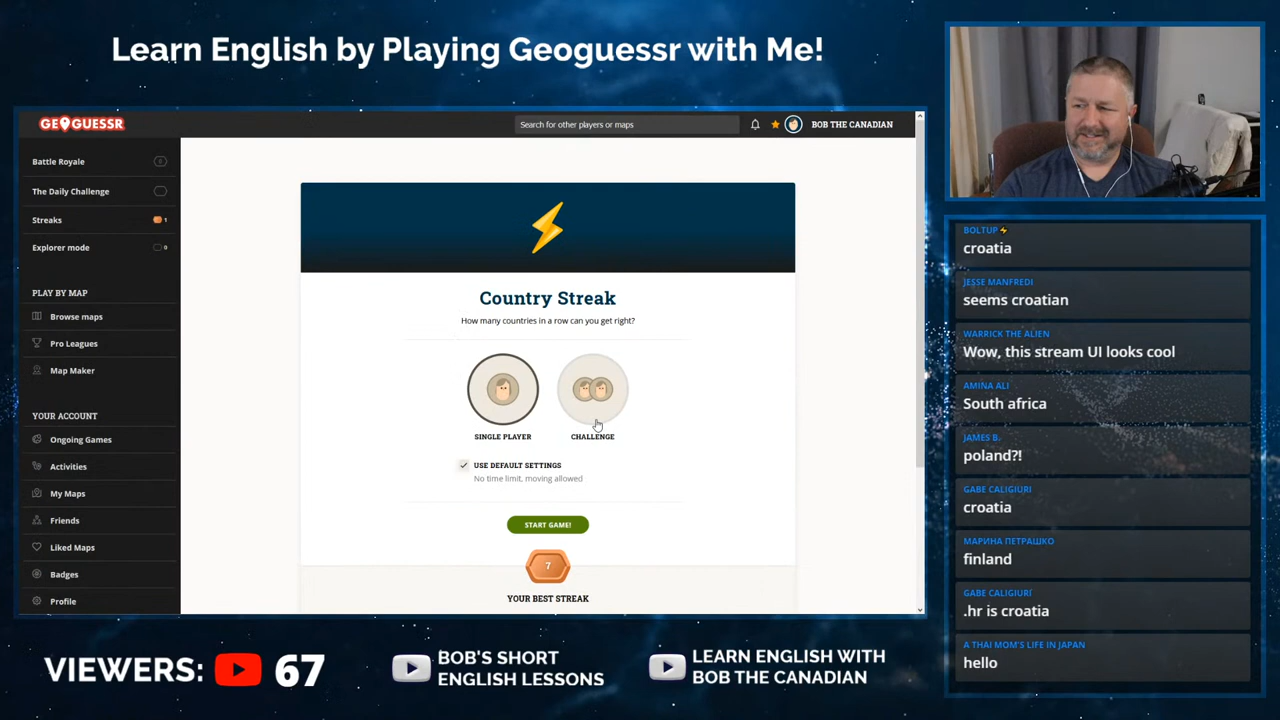 Learn English by Playing Geoguessr with Me!
GEOGUESSR
Search for other players or maps
BOB THE CANADIAN
Battle Royale
0
The Daily Challenge
Streaks
1
Explorer mode
0
PLAY BY MAP
Browse maps
Pro Leagues
Map Maker
YOUR ACCOUNT
Ongoing Games
Activities
My Maps
Friends
Liked Maps
Badges
Profile
Country Streak
How many countries in a row can you get right?
SINGLE PLAYER
CHALLENGE
USE DEFAULT SETTINGS
No time limit, moving allowed
START GAME!
7
YOUR BEST STREAK
BOLTUP⚡
croatia
JESSE MANFREDI
seems croatian
WARRICK THE ALIEN
Wow, this stream UI looks cool
AMINA ALI
South africa
JAMES B.
poland?!
GABE CALIGIURI
croatia
МАРИНА ПЕТРАШКО
finland
GABE CALIGIURI
.hr is croatia
A THAI MOM'S LIFE IN JAPAN
hello
VIEWERS: 67
BOB'S SHORT
ENGLISH LESSONS
LEARN ENGLISH WITH
BOB THE CANADIAN